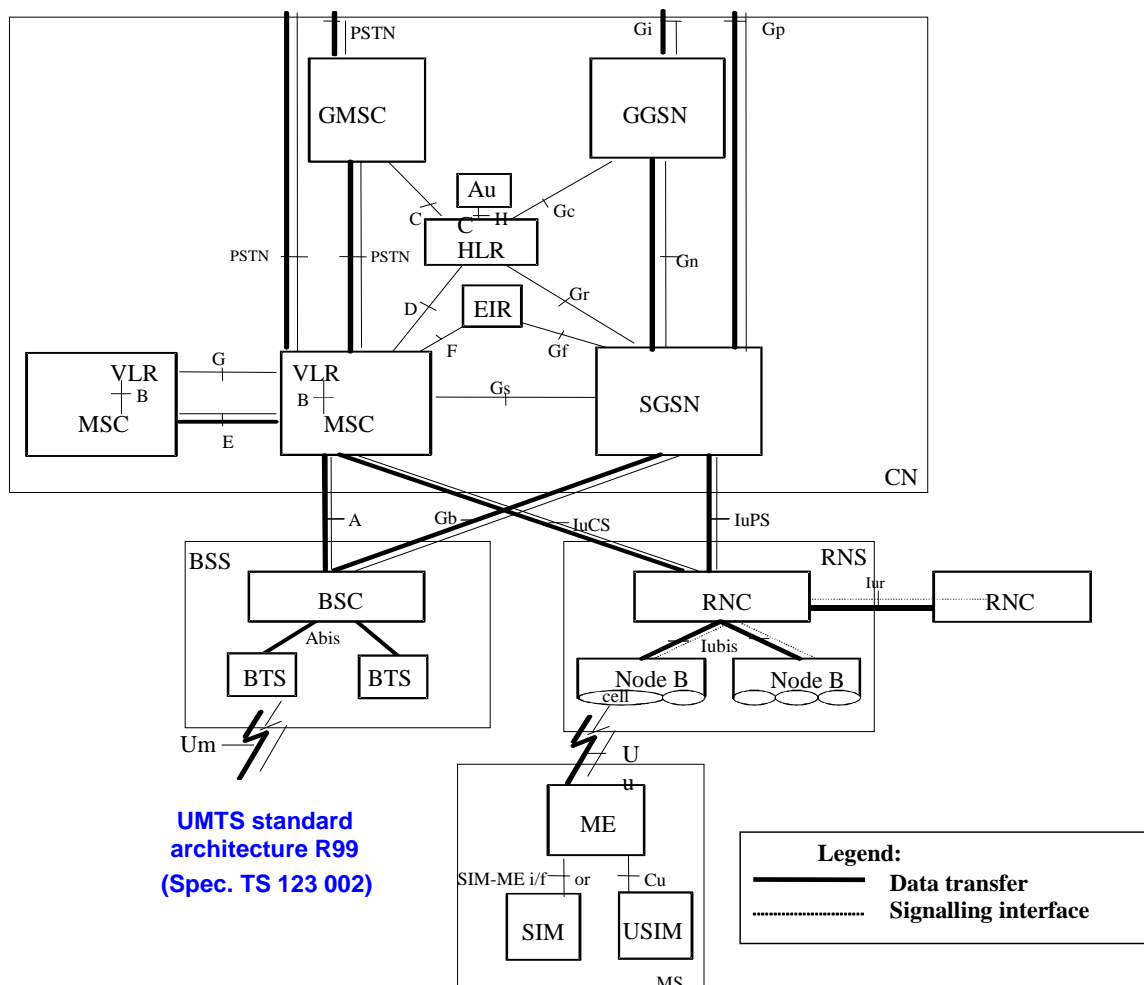 PSTN
Gi
Gp
GMSC
GGSN
Au
C
H
C
Gc
HLR
PSTN
PSTN
Gn
D
EIR
Gr
F
Gf
G
VLR
B
MSC
E
VLR
B
MSC
Gs
SGSN
CN
A
Gb
IuCS
IuPS
BSS
RNS
BSC
RNC
Iur
RNC
Abis
Iubis
BTS
BTS
Node B
cell
Node B
Um
U
u
UMTS standard
architecture R99
(Spec. TS 123 002)
ME
SIM-ME i/f
or
Cu
SIM
USIM
MS
Legend:
Data transfer
Signalling interface